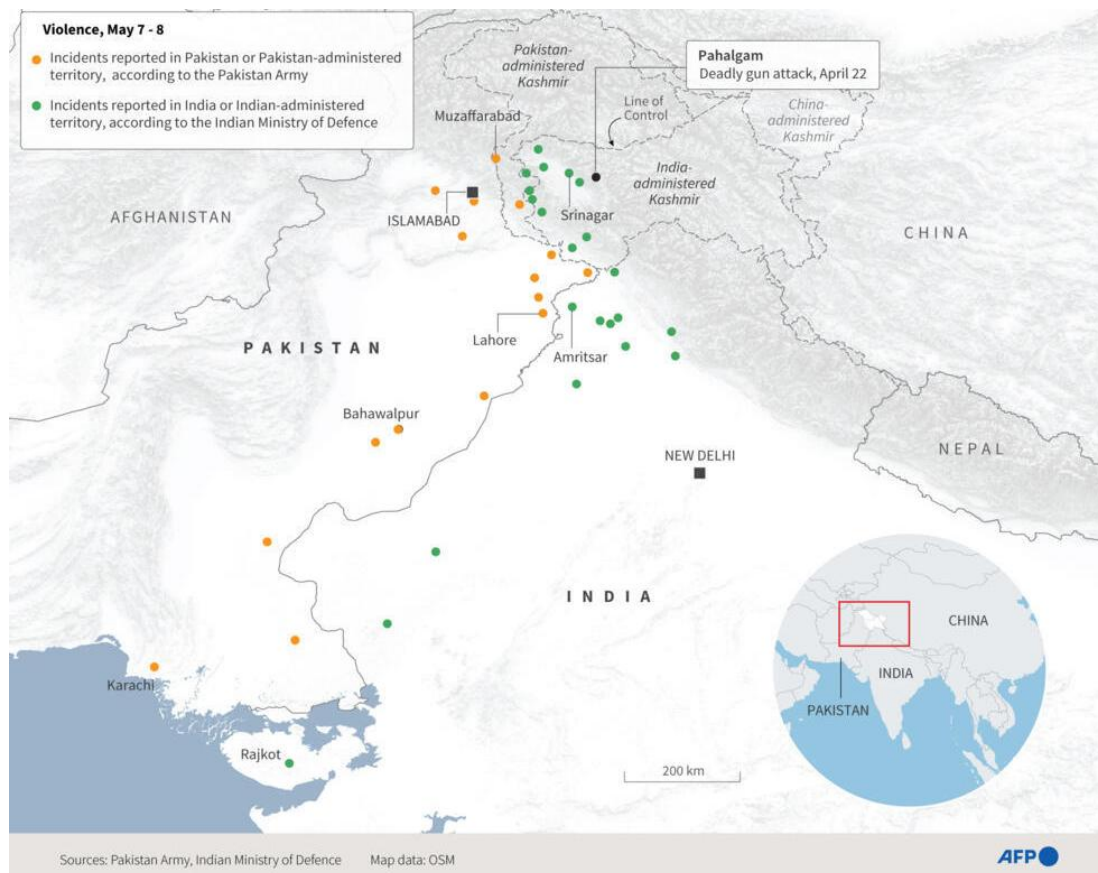 Violence, May 7 - 8
Incidents reported in Pakistan or Pakistan-administered
territory, according to the Pakistan Army
Incidents reported in India or Indian-administered
territory, according to the Indian Ministry of Defence
Pakistan-
administered
Kashmir
Pahalgam
Deadly gun attack, April 22
Line of
Control
China-
administered
Kashmir
Muzaffarabad
India-
administered
Kashmir
AFGHANISTAN
ISLAMABAD
Srinagar
CHINA
Lahore
PAKISTAN
Amritsar
Bahawalpur
NEPAL
NEW DELHI
INDIA
CHINA
INDIA
PAKISTAN
Karachi
Rajkot
200 km
Sources: Pakistan Army, Indian Ministry of Defence Map data: OSM
AFP